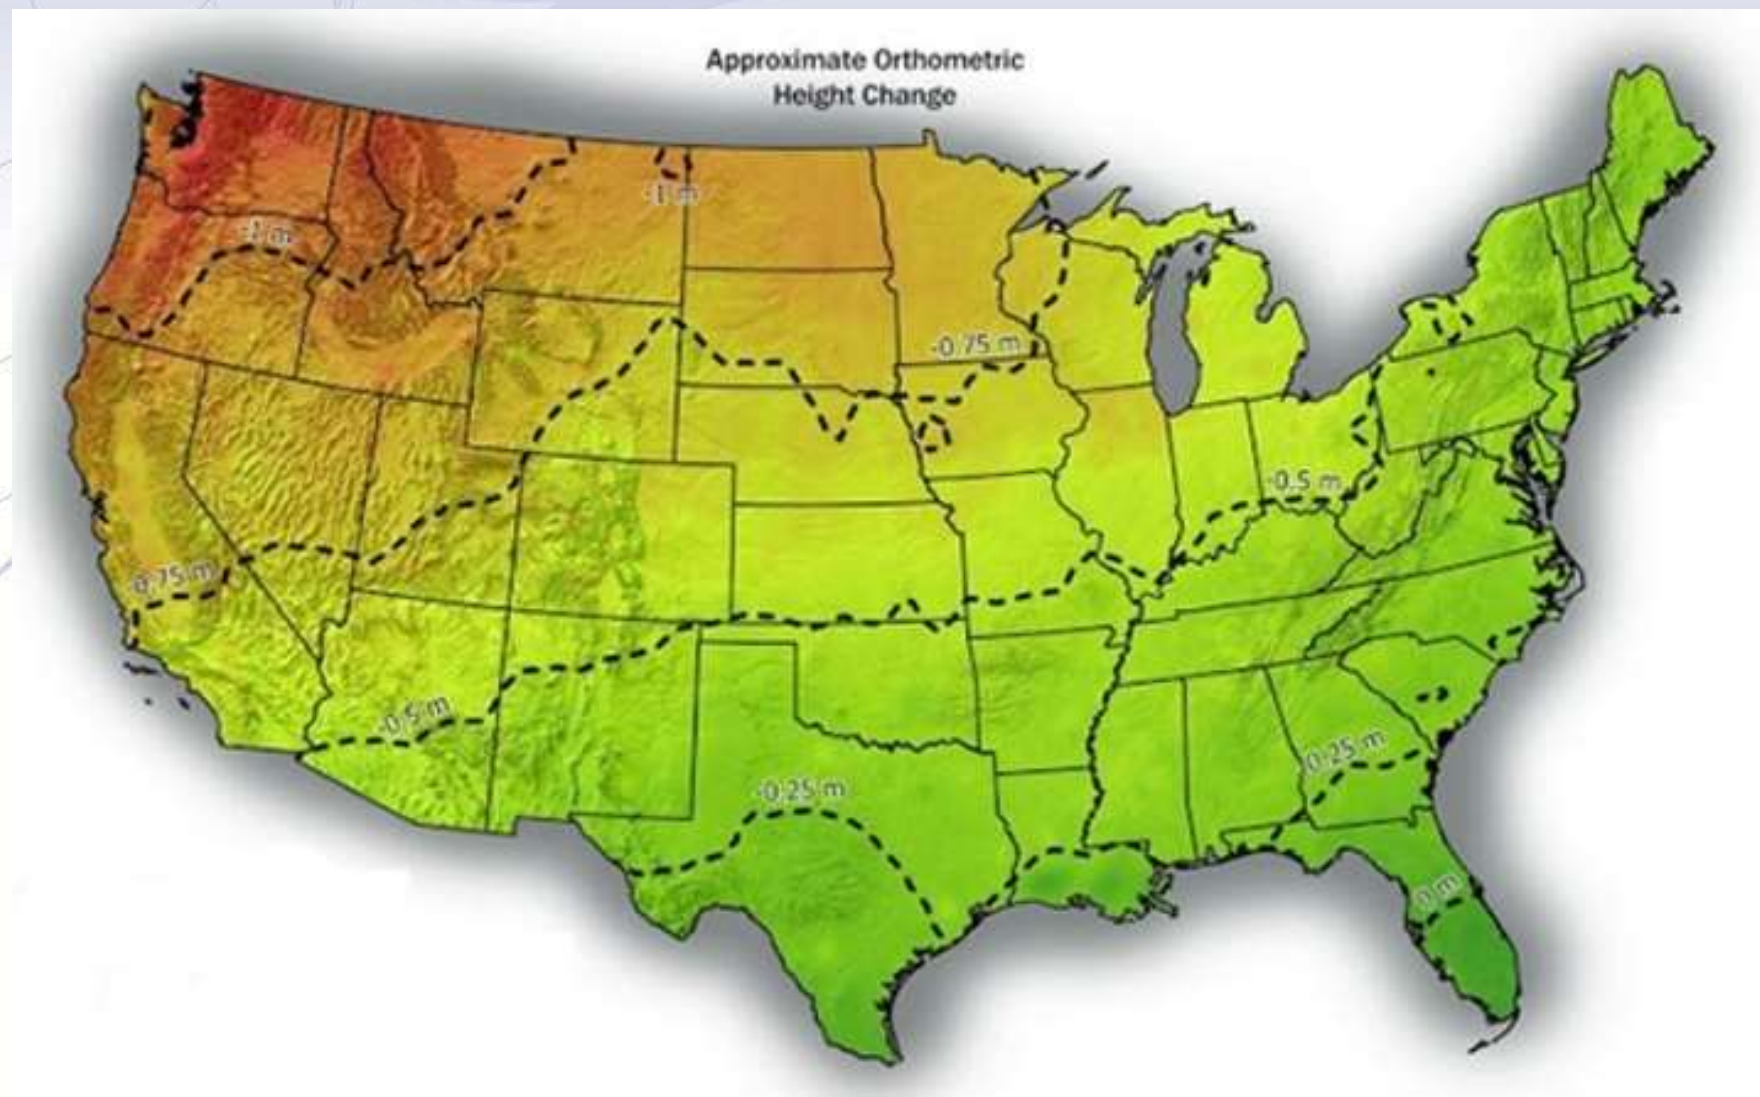 Approximate Orthometric
Height Change
-1 m
-1 m
-0.75 m
-0.5 m
-0.75 m
-0.5 m
0.25 m
-0.25 m
0 m